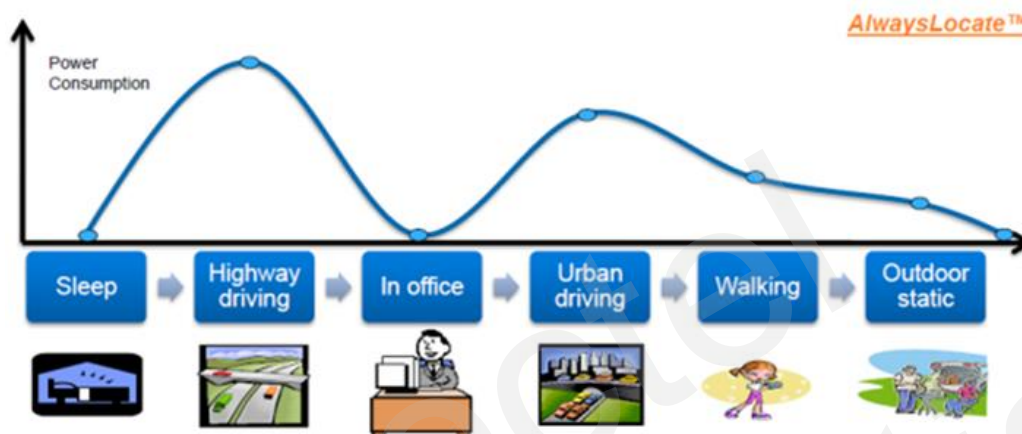 AlwaysLocate™
Power
Consumption
Sleep
Highway
driving
In office
Urban
driving
Walking
Outdoor
static